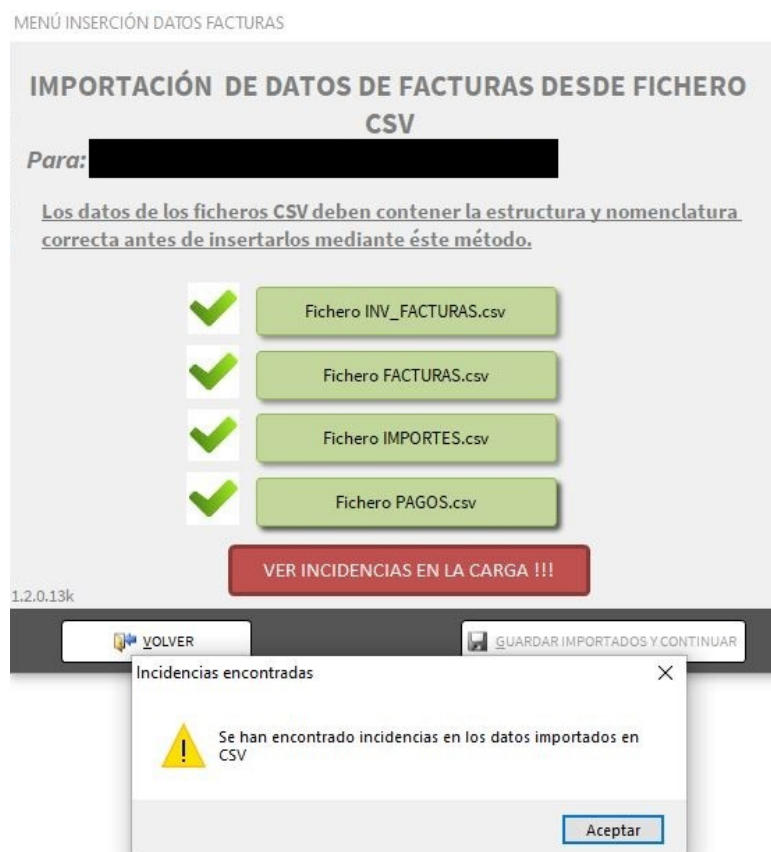 MENÚ INSERCIÓN DATOS FACTURAS
IMPORTACIÓN DE DATOS DE FACTURAS DESDE FICHERO
CSV
Para:
Los datos de los ficheros CSV deben contener la estructura y nomenclatura
correcta antes de insertarlos mediante éste método.
Fichero INV_FACTURAS.csv
Fichero FACTURAS.csv
Fichero IMPORTES.csv
Fichero PAGOS.csv
VER INCIDENCIAS EN LA CARGA !!!
1.2.0.13k
VOLVER
GUARDAR IMPORTADOS Y CONTINUAR
Incidencias encontradas
Se han encontrado incidencias en los datos importados en
CSV
Aceptar